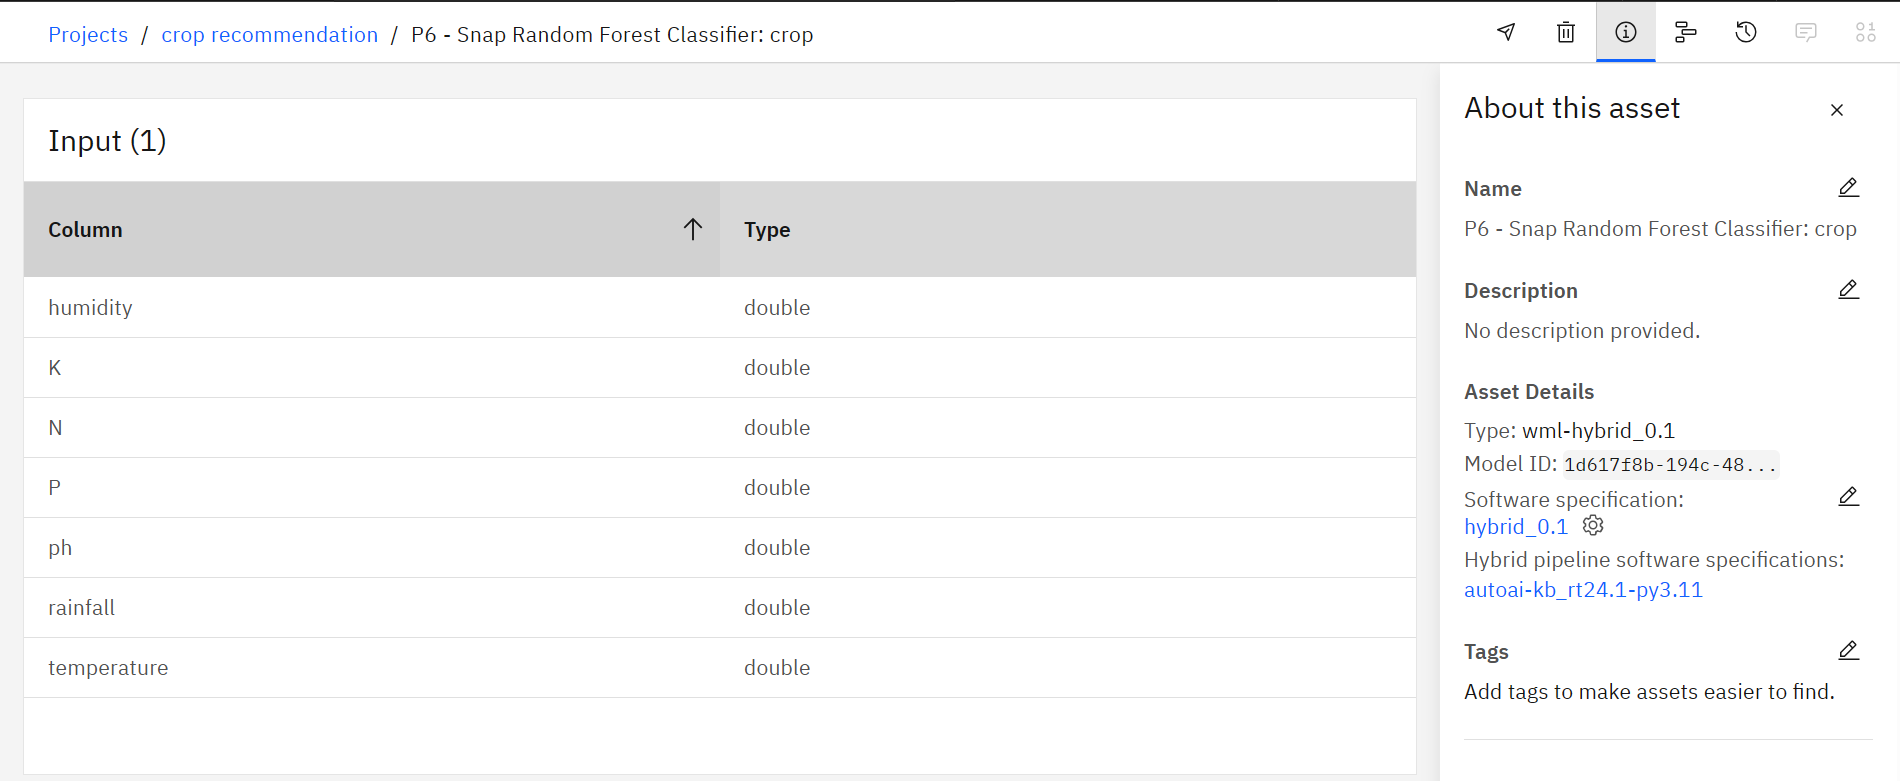 Projects / crop recommendation / P6 - Snap Random Forest Classifier: crop
Input (1)
Column Type
humidity double
K double
N double
P double
ph double
rainfall double
temperature double
About this asset
Name
P6 - Snap Random Forest Classifier: crop
Description
No description provided.
Asset Details
Type: wml-hybrid_0.1
Model ID: 1d617f8b-194c-48...
Software specification:
hybrid_0.1
Hybrid pipeline software specifications:
autoai-kb_rt24.1-py3.11
Tags
Add tags to make assets easier to find.